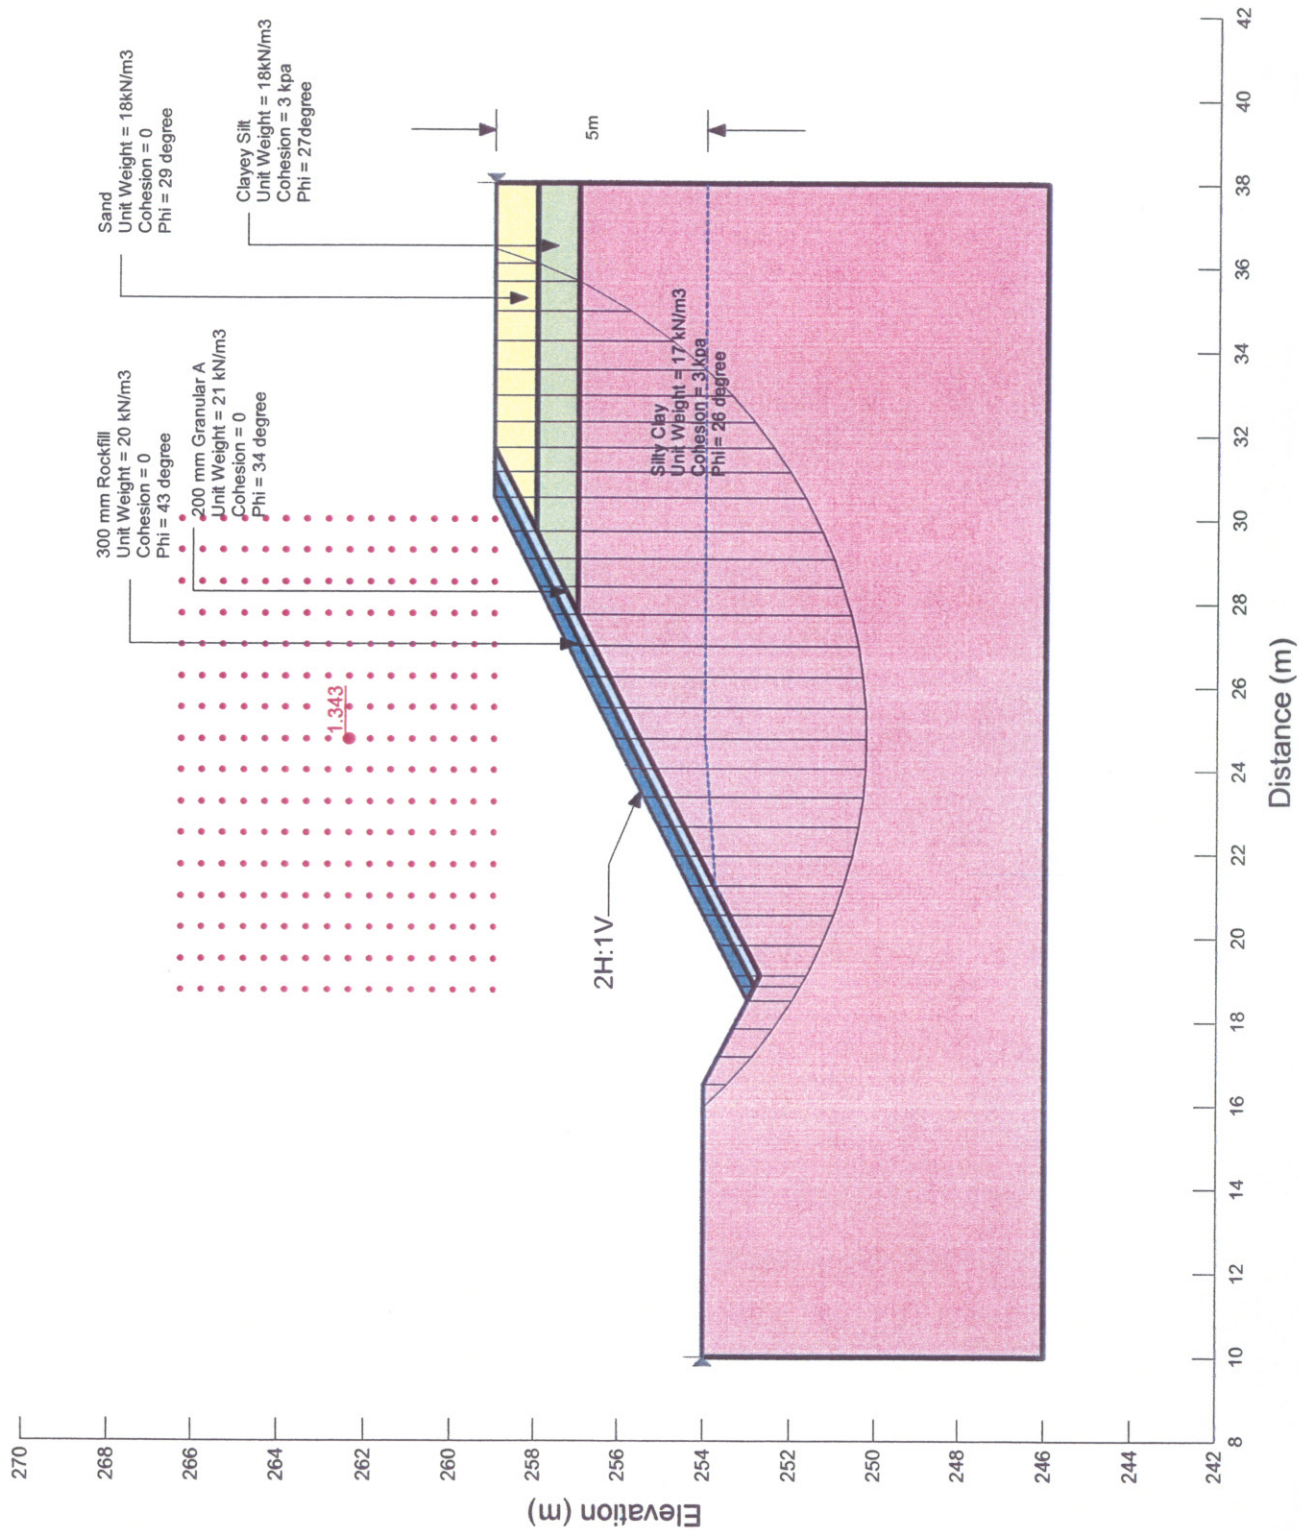 Sand
Unit Weight = 18kN/m3
Cohesion = 0
Phi = 29 degree
Clayey Silt
Unit Weight = 18kN/m3
Cohesion = 3 kpa
Phi = 27degree
300 mm Rockfill
Unit Weight = 20 kN/m3
Cohesion = 0
Phi = 43 degree
200 mm Granular A
Unit Weight = 21 kN/m3
Cohesion = 0
Phi = 34 degree
1.343
2H:1V
5m
Silty Clay
Unit Weight = 17 kN/m3
Cohesion = 3 kpa
Phi = 26 degree
Elevation (m)
270
268
266
264
262
260
258
256
254
252
250
248
246
244
242
8
10
12
14
16
18
20
22
24
26
28
30
32
34
36
38
40
42
Distance (m)